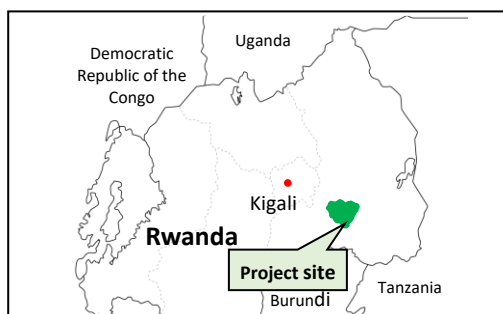 Uganda
Democratic
Republic of the
Congo
Kigali
Rwanda
Project site
Burundi
Tanzania